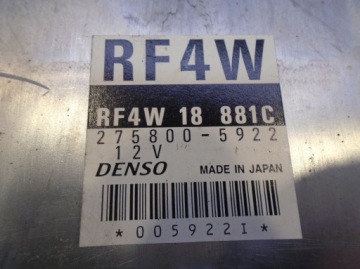 RF4W
RF4W 18 881C
275800-5922
12V
DENSO MADE IN JAPAN
*005922I*